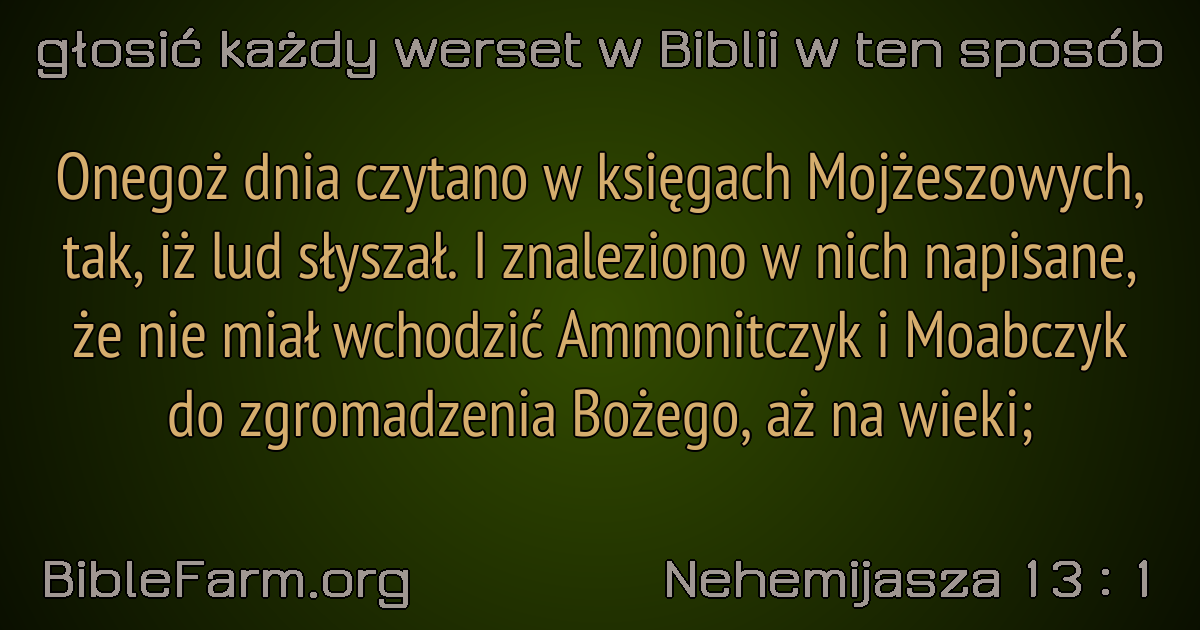 głosić każdy werset w Biblii w ten sposób
Onegoż dnia czytano w księgach Mojżeszowych,
tak, iż lud słyszał. I znaleziono w nich napisane,
że nie miał wchodzić Ammonitczyk i Moabczyk
do zgromadzenia Bożego, aż na wieki;
BibleFarm.org
Nehemijasza 13 : 1